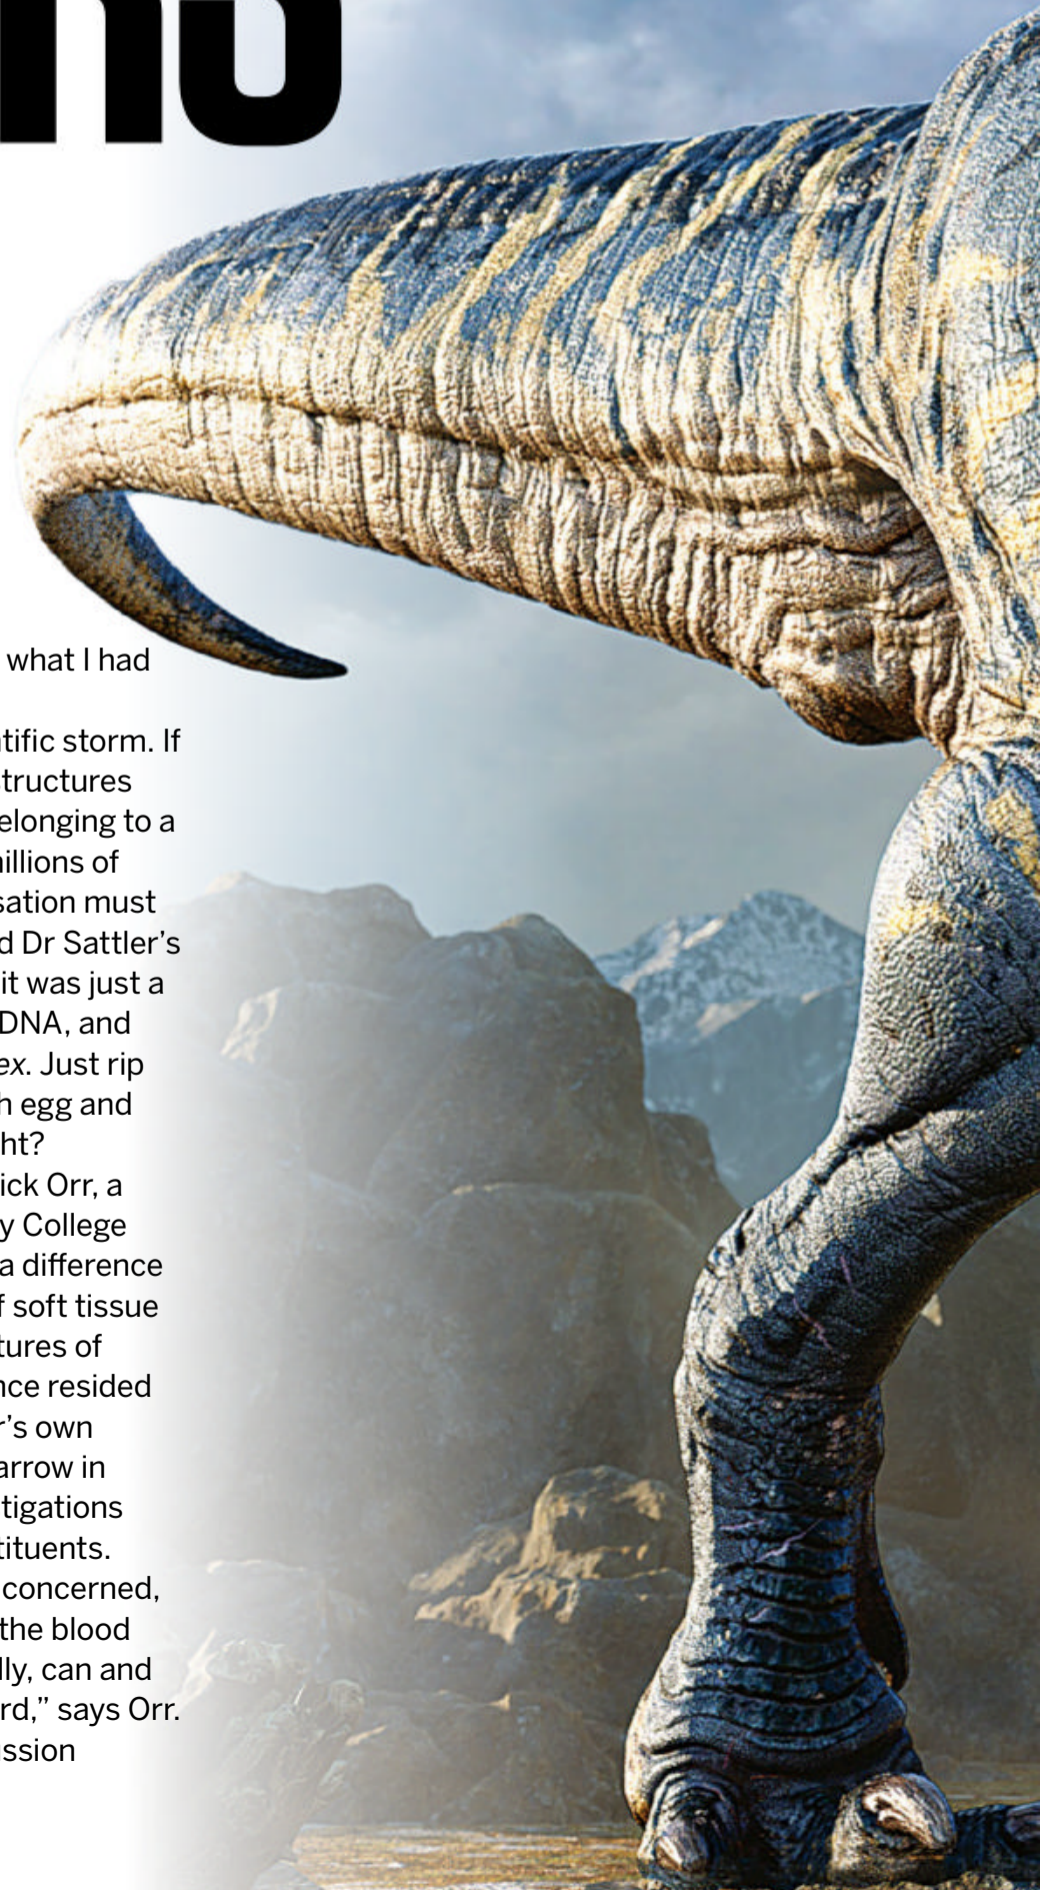 what I had
tific storm. If
tructures
elonging to a
illions of
sation must
d Dr Sattler’s
it was just a
DNA, and
ex. Just rip
h egg and
ht?
ick Orr, a
y College
a difference
f soft tissue
tures of
nce resided
r’s own
arrow in
tigations
tituents.
concerned,
the blood
lly, can and
rd,” says Orr.
ssion